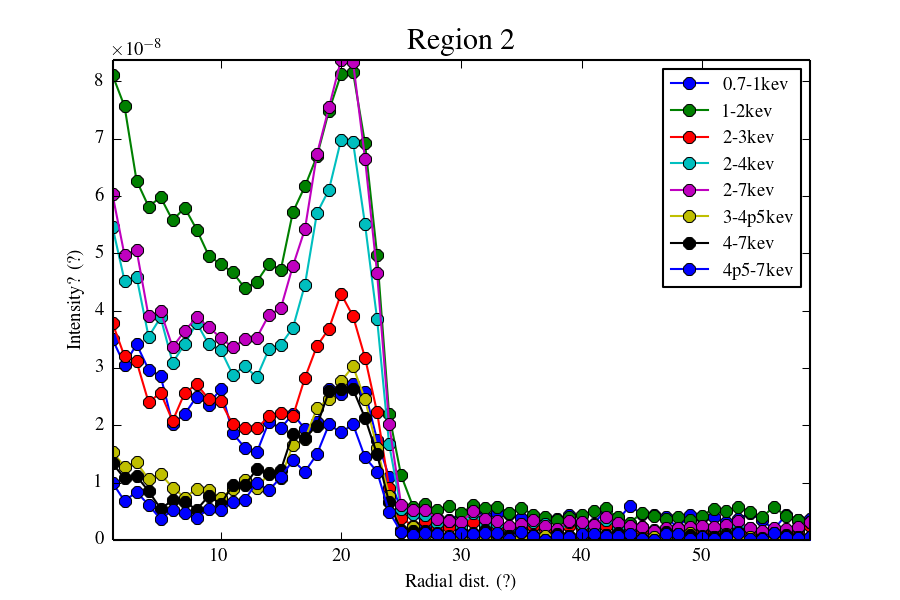 Region 2
×10⁻⁸
8
7
6
5
4
3
2
1
0
Intensity? (?)
10
20
30
40
50
Radial dist. (?)
0.7-1kev
1-2kev
2-3kev
2-4kev
2-7kev
3-4p5kev
4-7kev
4p5-7kev